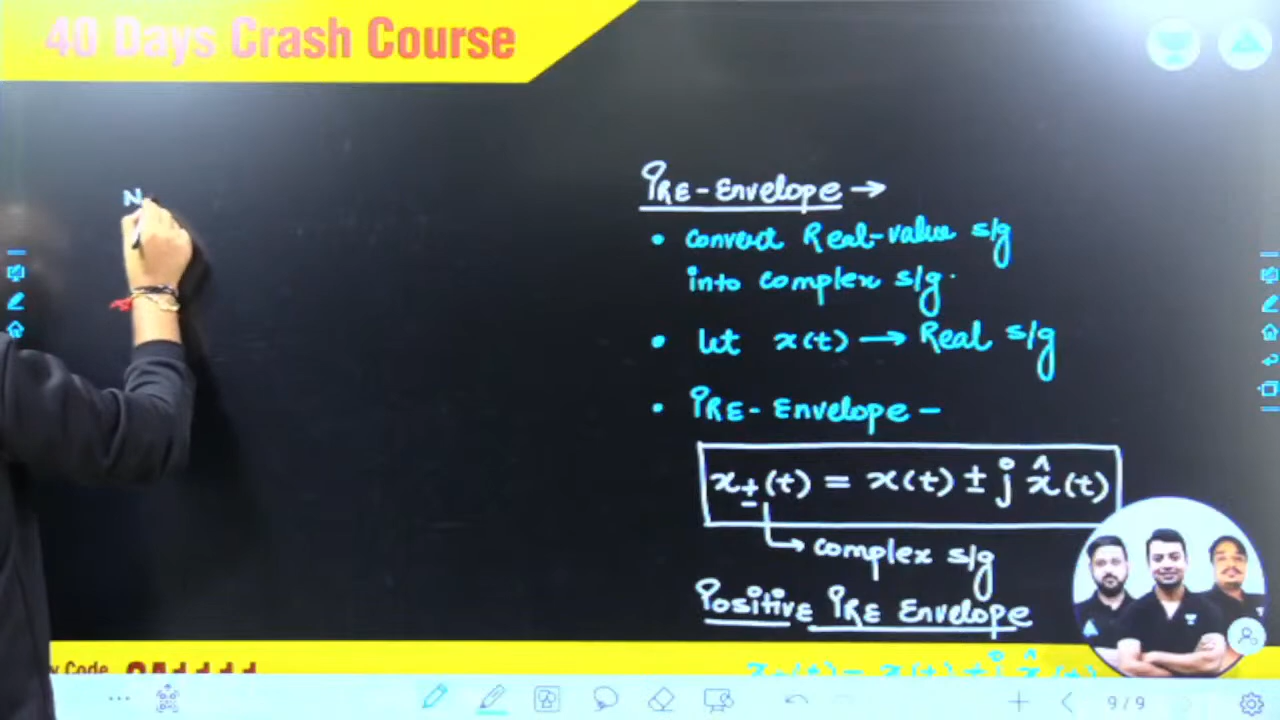 40 Days Crash Course
N
PRE-Envelope →
• convert Real-value s/g
into complex s/g.
• let x(t) → Real s/g
• PRE-Envelope –
x±(t) = x(t) ± j x̂(t)
→ complex s/g
Positive PRE Envelope
y Code
9/9